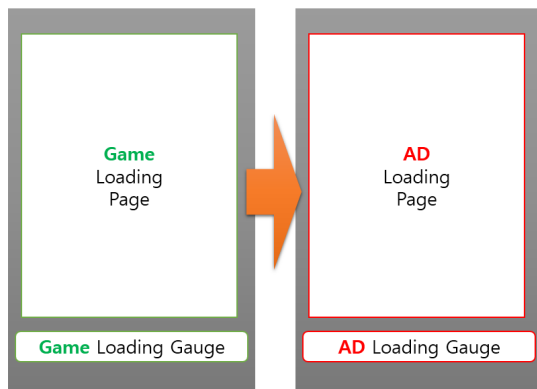 Game
Loading
Page
Game Loading Gauge
AD
Loading
Page
AD Loading Gauge